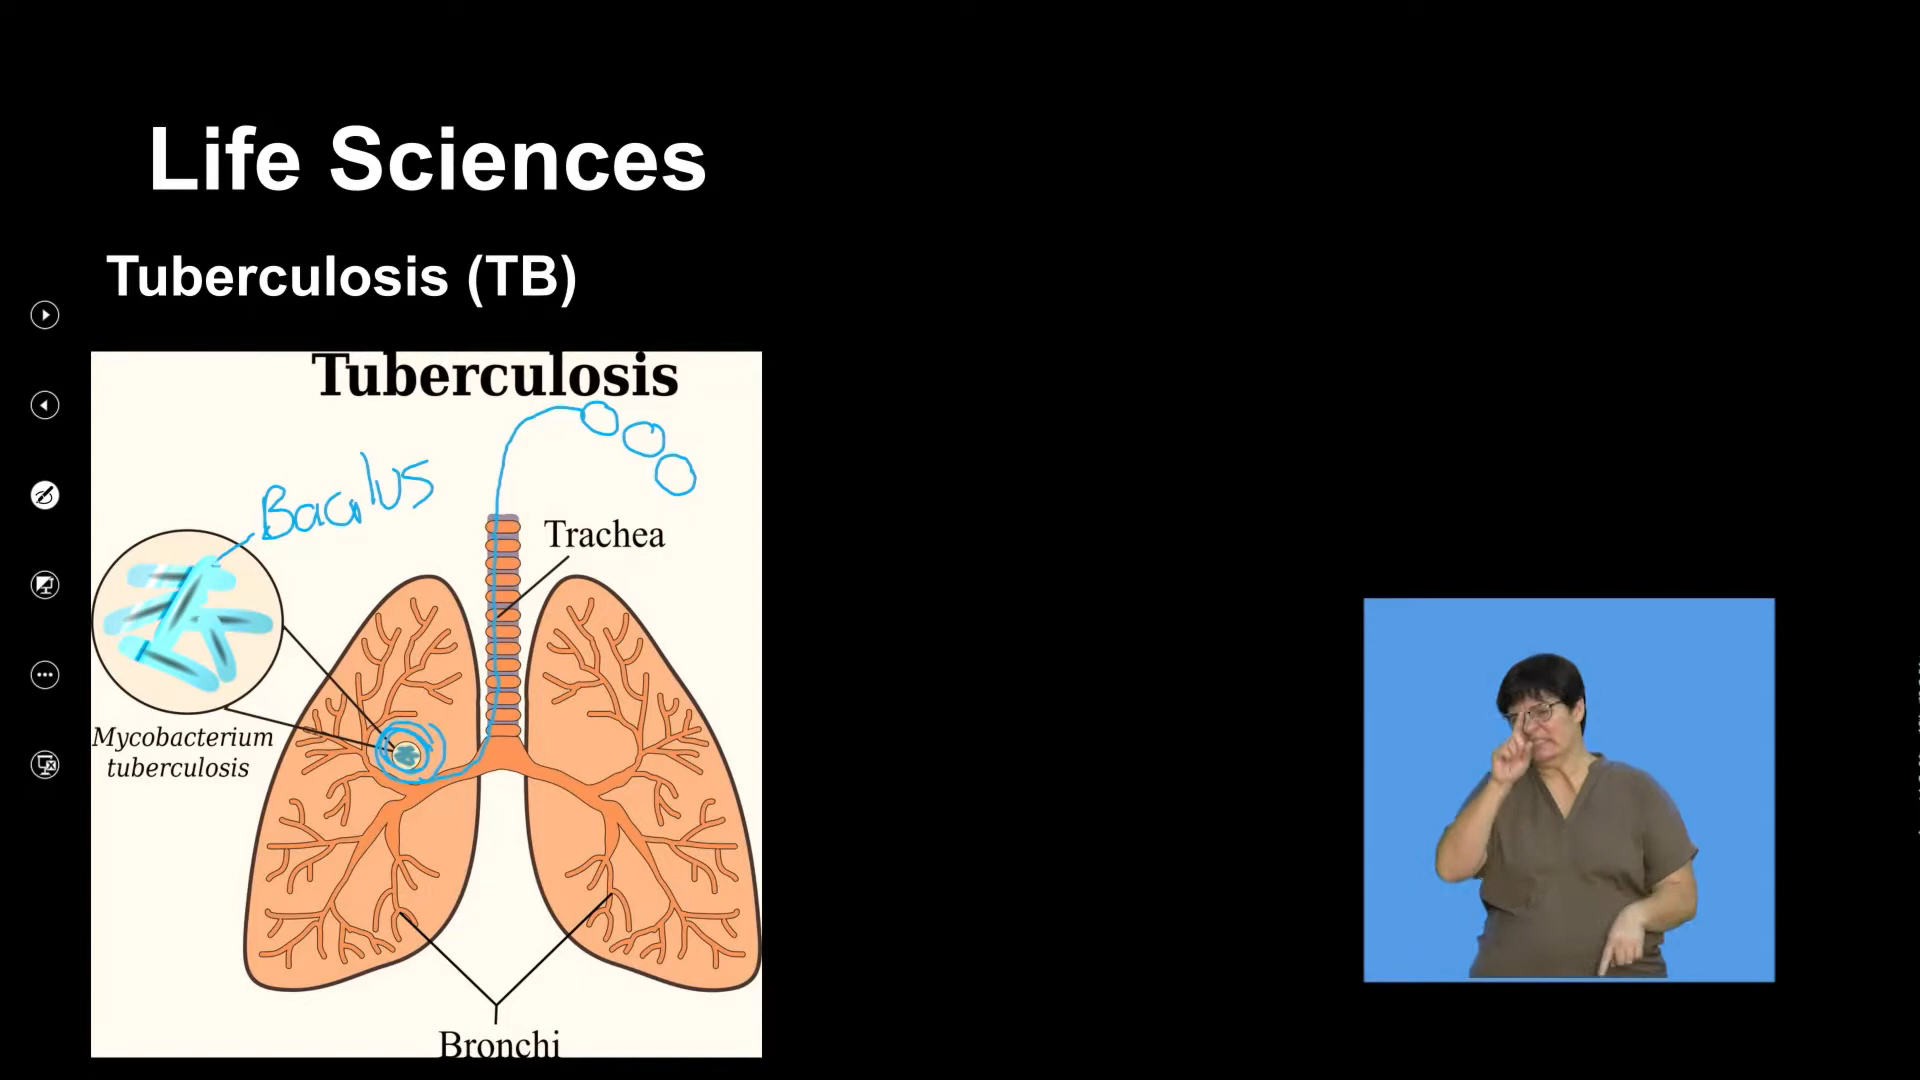 Life Sciences
Tuberculosis (TB)
Tuberculosis
Bacilus
Trachea
Mycobacterium
tuberculosis
Bronchi